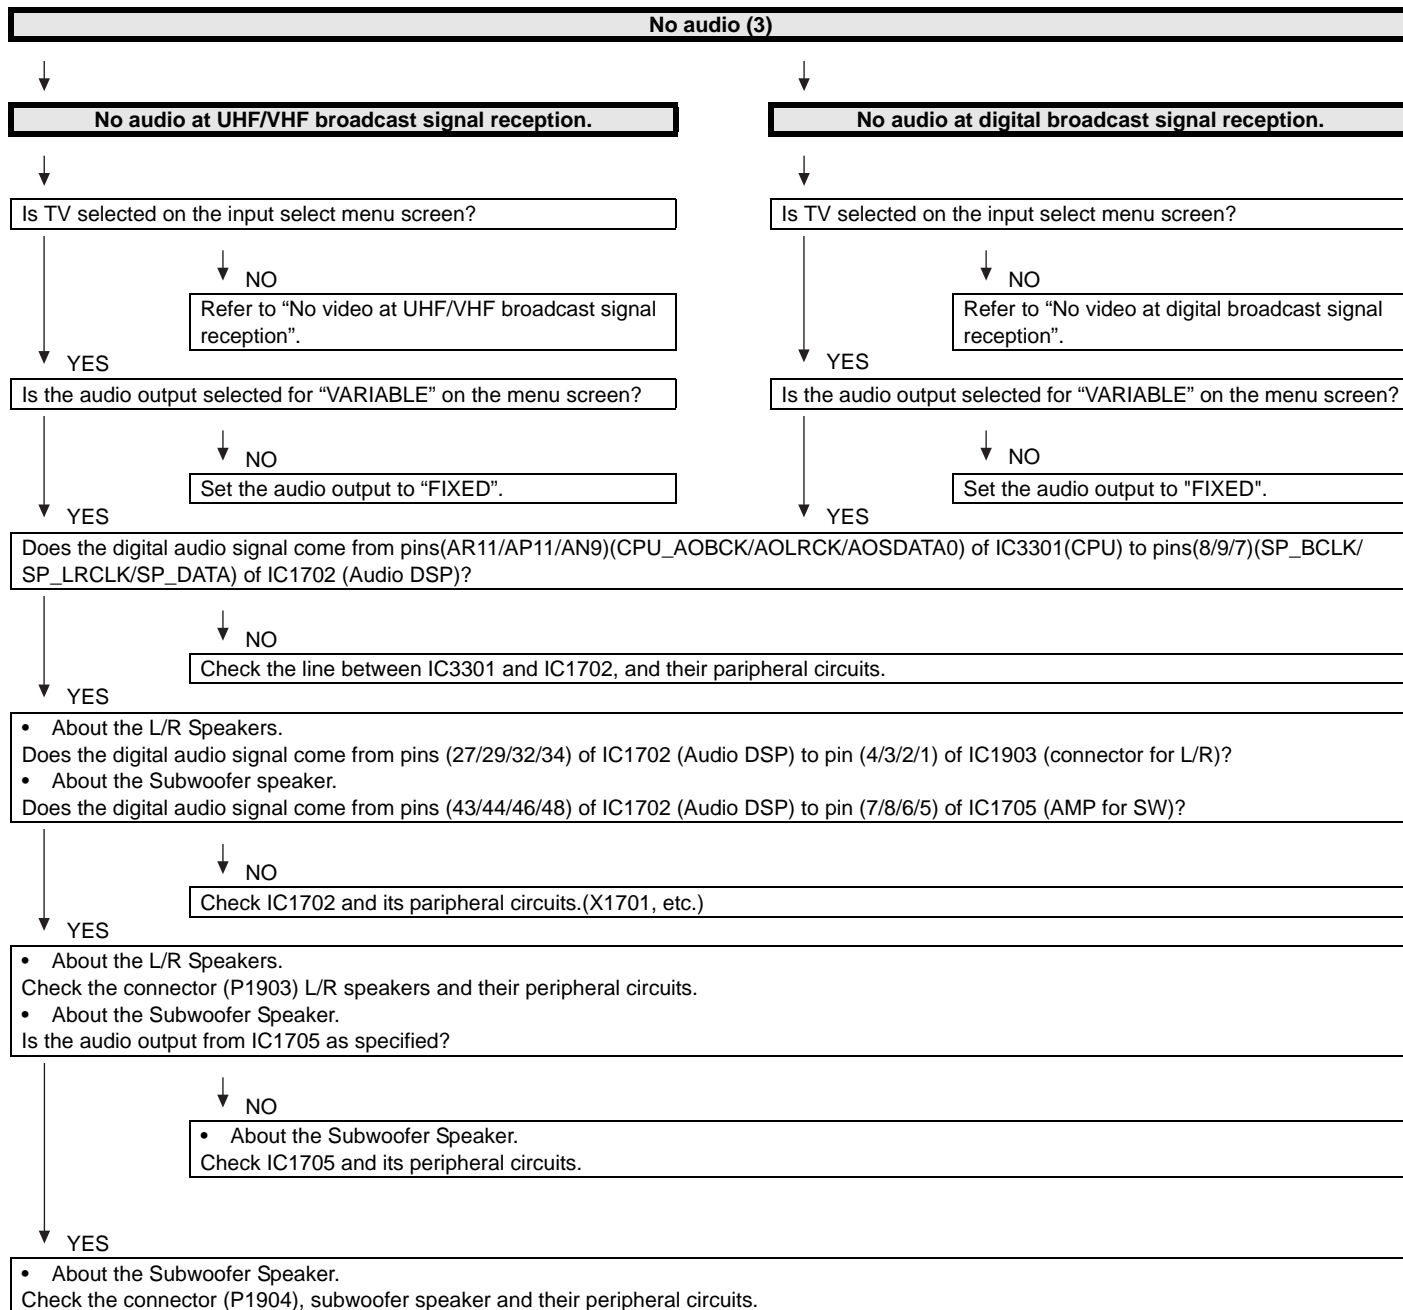 No audio (3)
No audio at UHF/VHF broadcast signal reception.
No audio at digital broadcast signal reception.
Is TV selected on the input select menu screen?
Is TV selected on the input select menu screen?
NO
NO
Refer to “No video at UHF/VHF broadcast signal
reception”.
Refer to “No video at digital broadcast signal
reception”.
YES
YES
Is the audio output selected for “VARIABLE” on the menu screen?
Is the audio output selected for “VARIABLE” on the menu screen?
NO
NO
Set the audio output to “FIXED”.
Set the audio output to "FIXED".
YES
YES
Does the digital audio signal come from pins(AR11/AP11/AN9)(CPU_AOBCK/AOLRCK/AOSDATA0) of IC3301(CPU) to pins(8/9/7)(SP_BCLK/
SP_LRCLK/SP_DATA) of IC1702 (Audio DSP)?
NO
Check the line between IC3301 and IC1702, and their paripheral circuits.
YES
• About the L/R Speakers.
Does the digital audio signal come from pins (27/29/32/34) of IC1702 (Audio DSP) to pin (4/3/2/1) of IC1903 (connector for L/R)?
• About the Subwoofer speaker.
Does the digital audio signal come from pins (43/44/46/48) of IC1702 (Audio DSP) to pin (7/8/6/5) of IC1705 (AMP for SW)?
NO
Check IC1702 and its paripheral circuits.(X1701, etc.)
YES
• About the L/R Speakers.
Check the connector (P1903) L/R speakers and their peripheral circuits.
• About the Subwoofer Speaker.
Is the audio output from IC1705 as specified?
NO
• About the Subwoofer Speaker.
Check IC1705 and its peripheral circuits.
YES
• About the Subwoofer Speaker.
Check the connector (P1904), subwoofer speaker and their peripheral circuits.